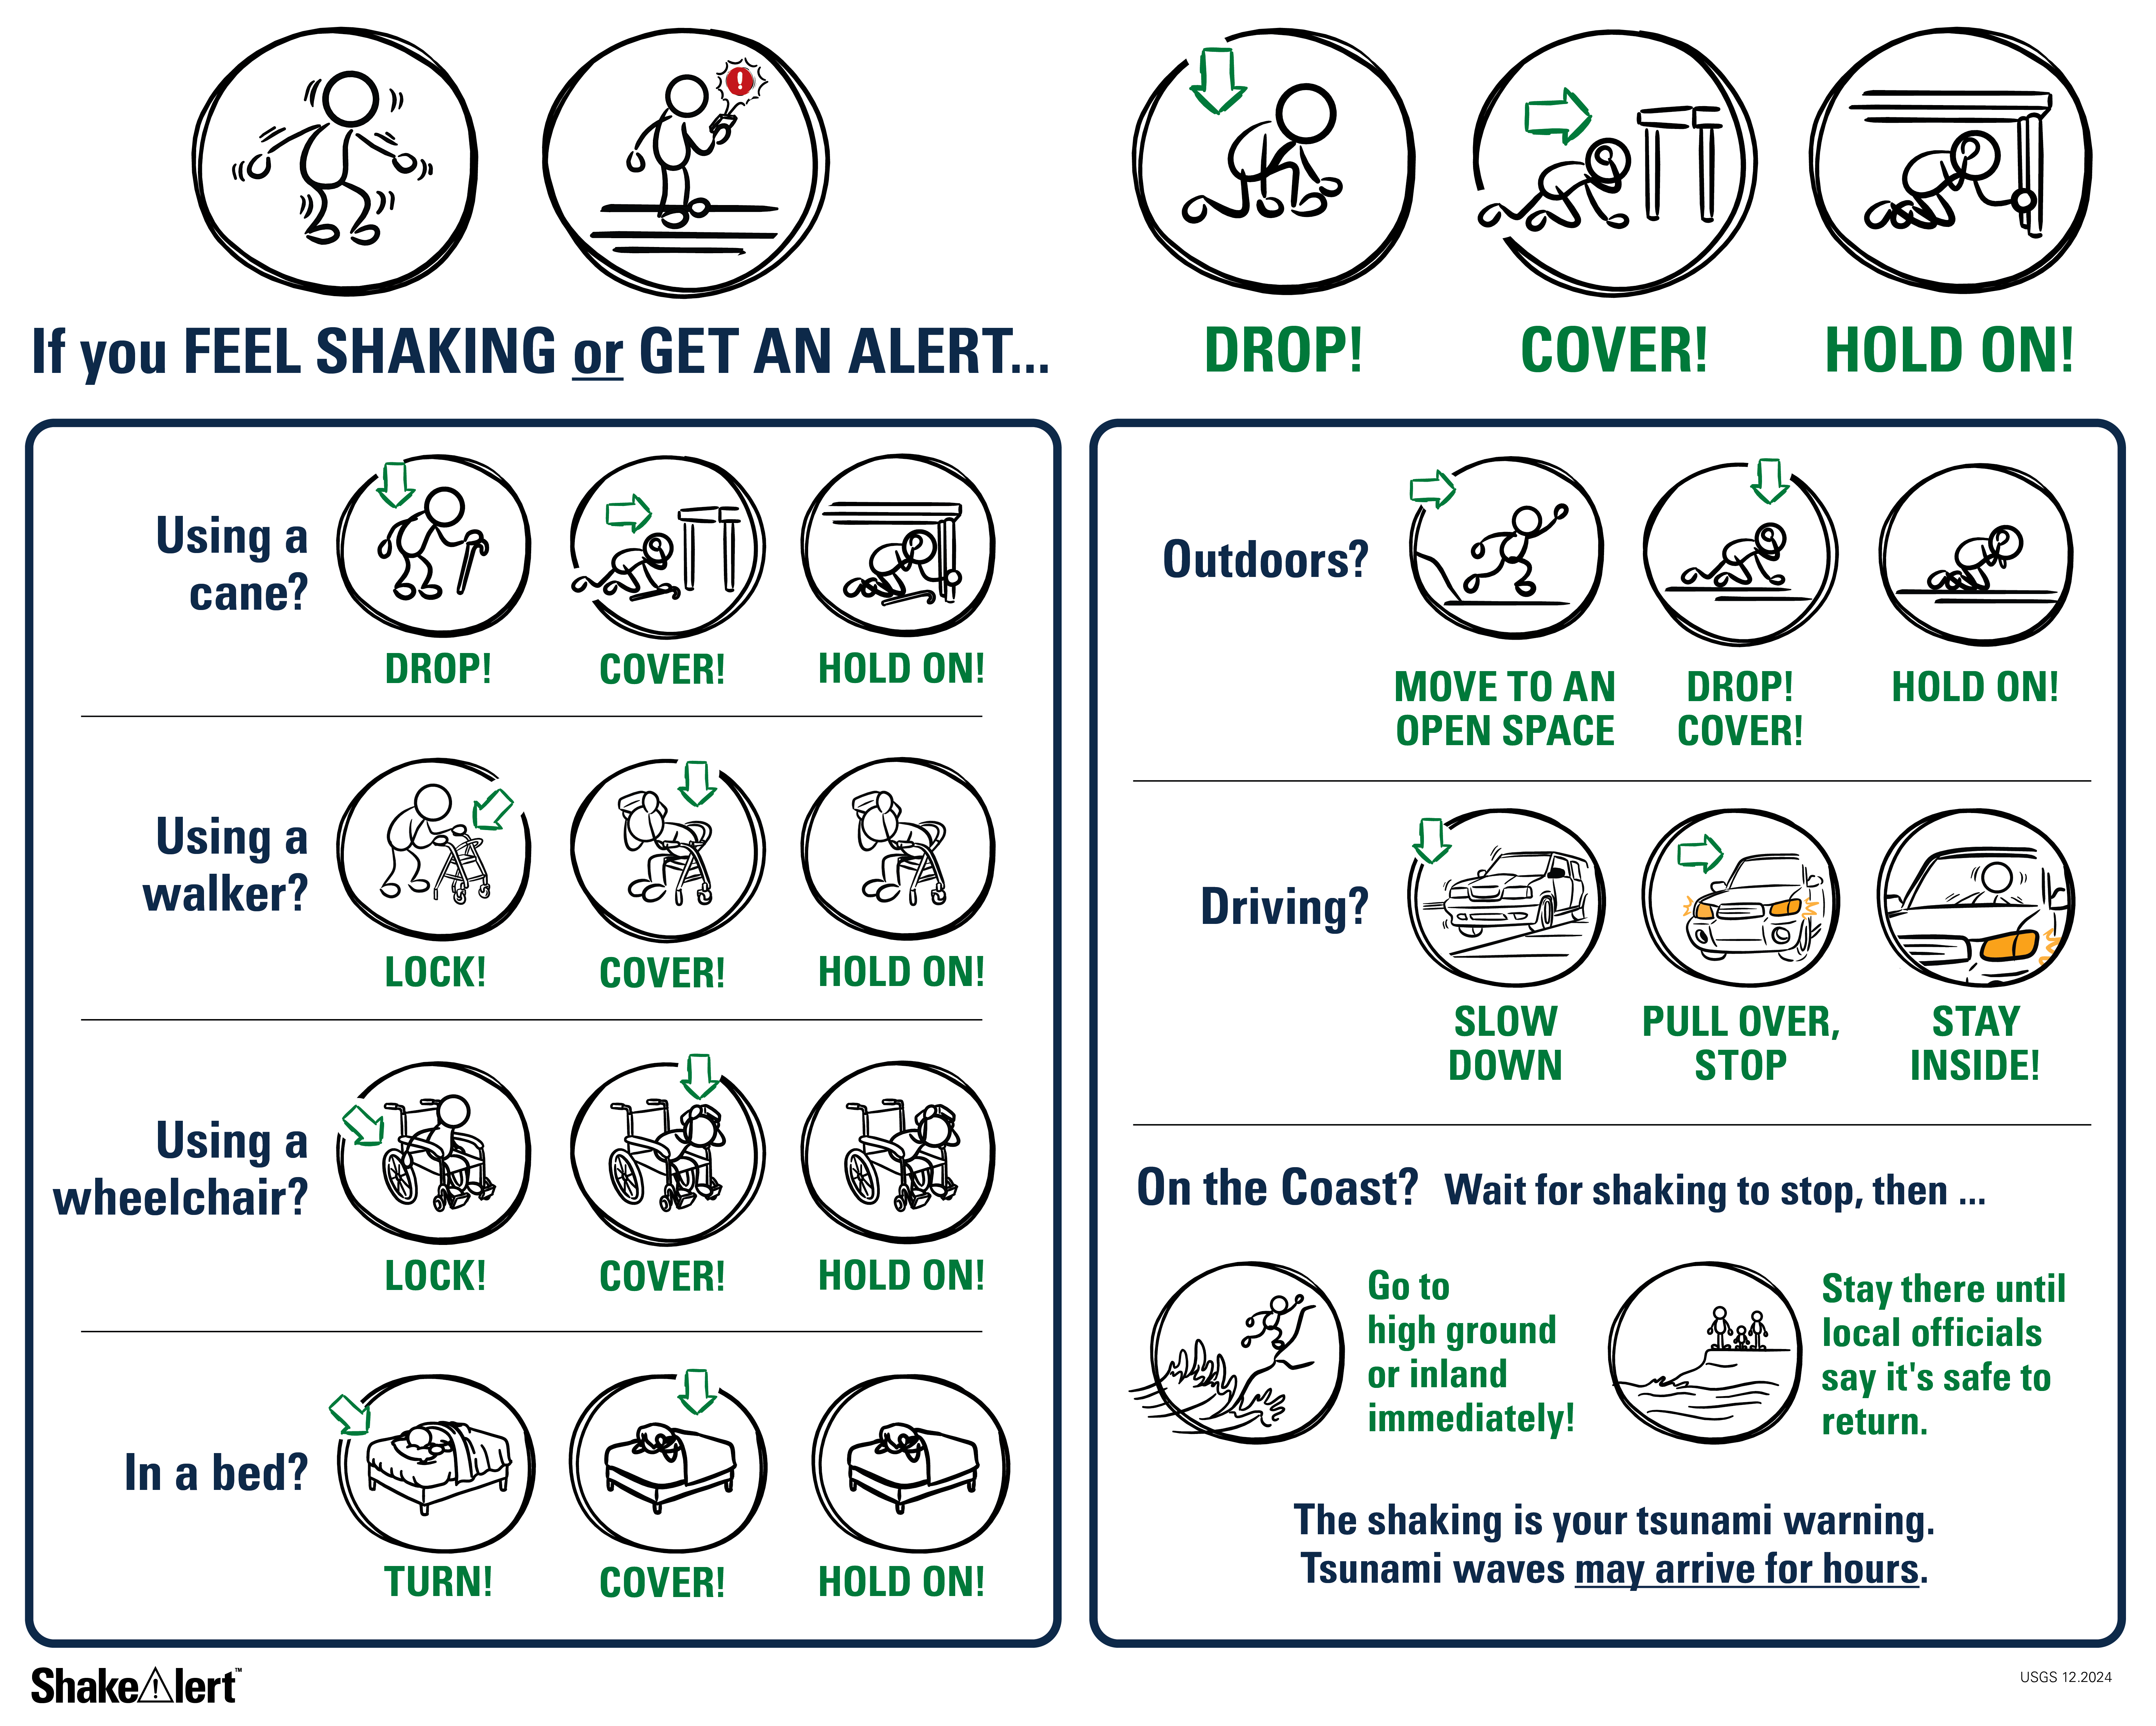 If you FEEL SHAKING or GET AN ALERT...
DROP!
COVER!
HOLD ON!
Using a
cane?
DROP!
COVER!
HOLD ON!
Using a
walker?
LOCK!
COVER!
HOLD ON!
Using a
wheelchair?
LOCK!
COVER!
HOLD ON!
In a bed?
TURN!
COVER!
HOLD ON!
Outdoors?
MOVE TO AN
OPEN SPACE
DROP!
COVER!
HOLD ON!
Driving?
SLOW
DOWN
PULL OVER,
STOP
STAY
INSIDE!
On the Coast? Wait for shaking to stop, then ...
Go to
high ground
or inland
immediately!
Stay there until
local officials
say it's safe to
return.
The shaking is your tsunami warning.
Tsunami waves may arrive for hours.
ShakeAlert™
USGS 12.2024